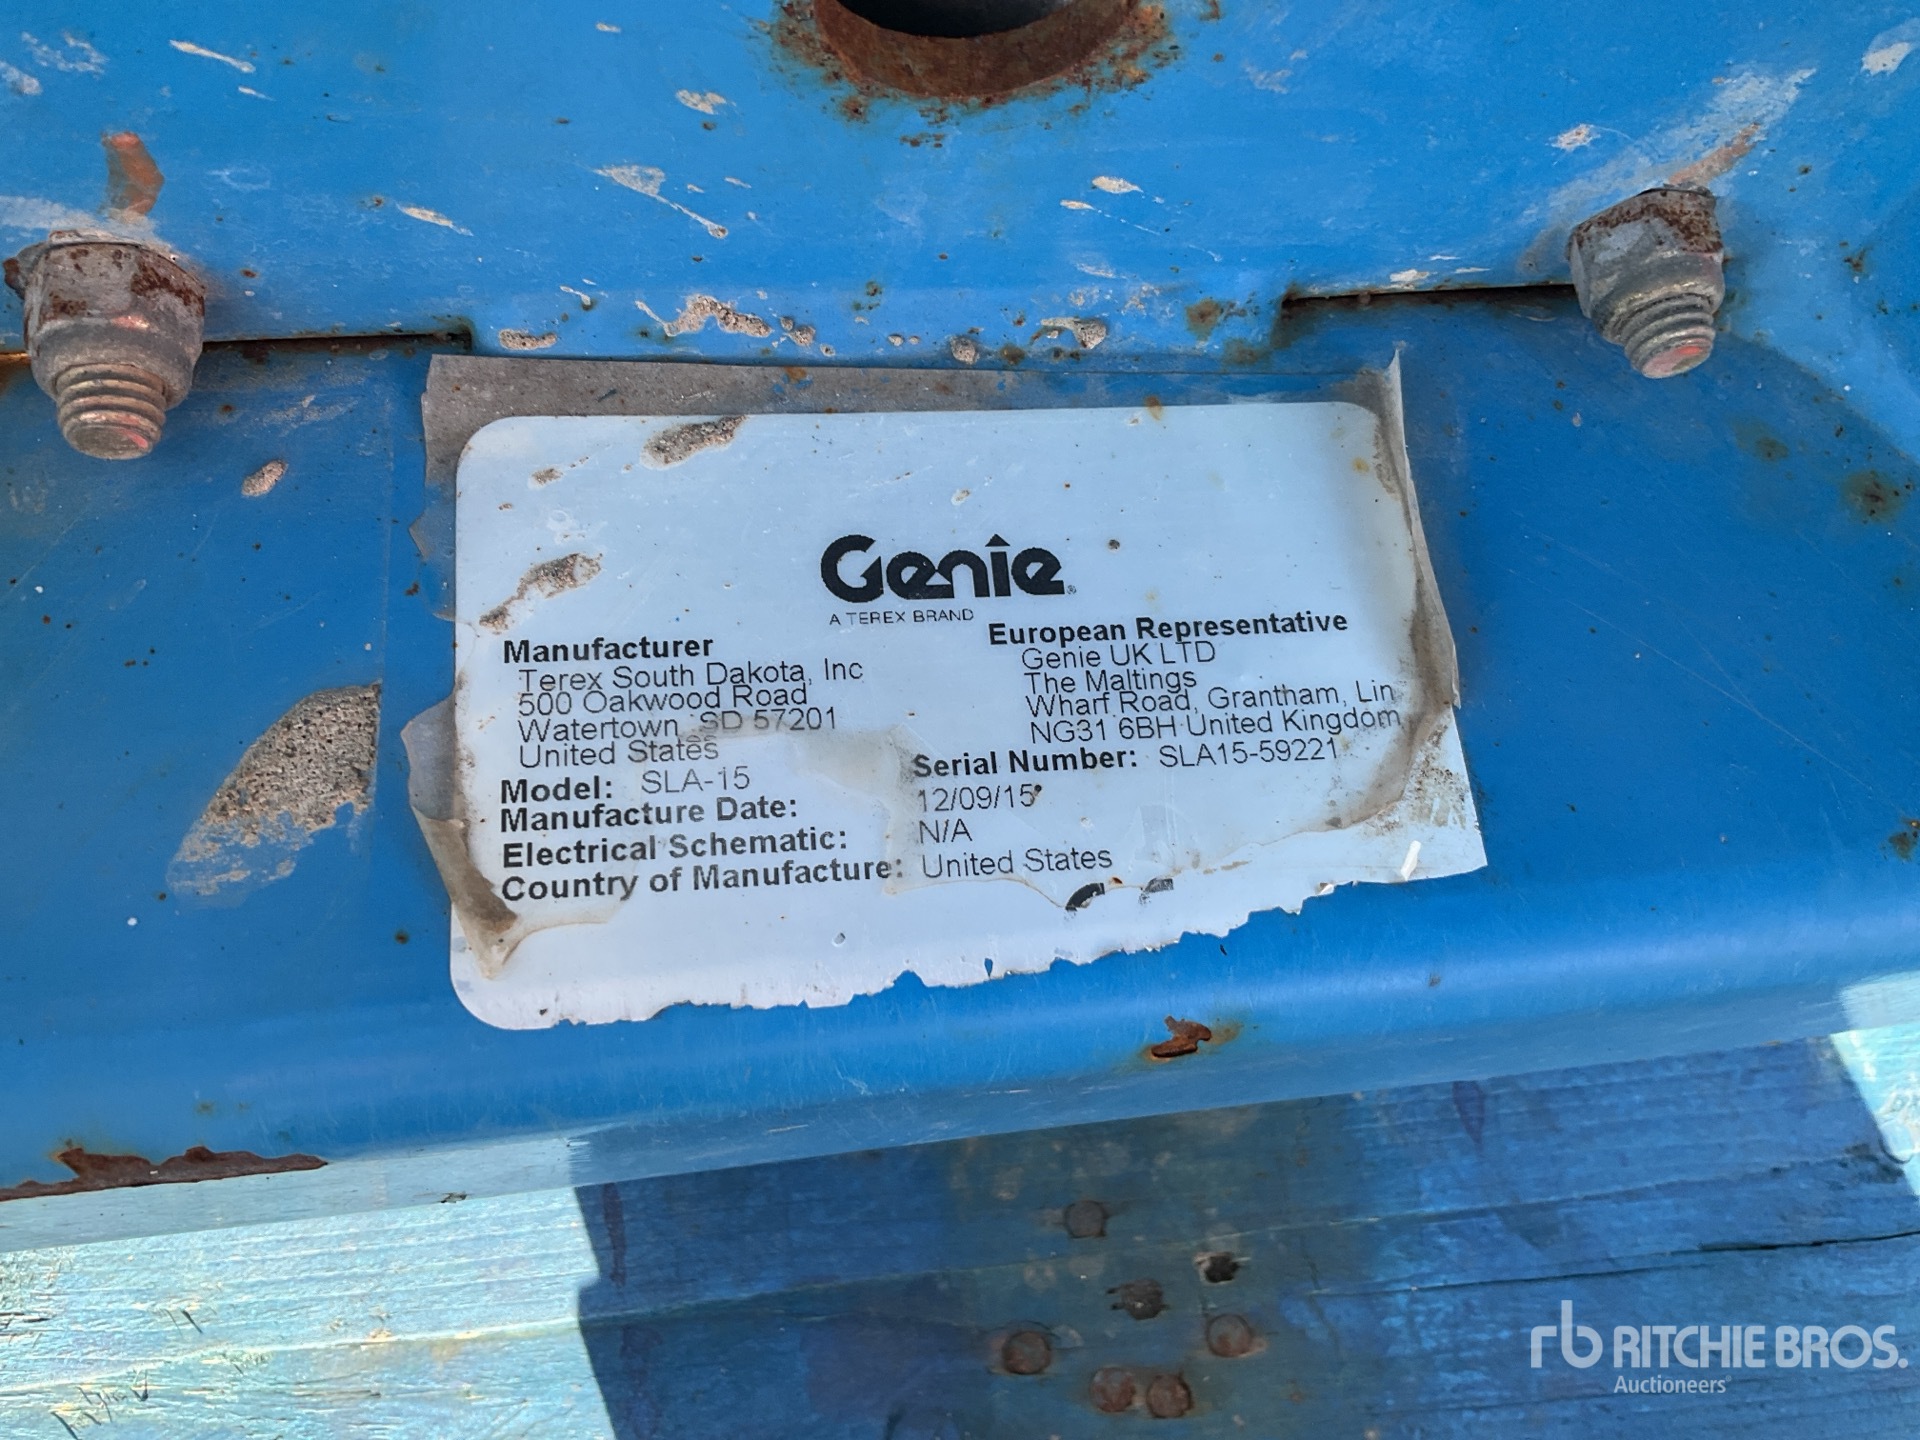 Genie®
A TEREX BRAND
Manufacturer
Terex South Dakota, Inc
500 Oakwood Road
Watertown, SD 57201
United States
European Representative
Genie UK LTD
The Maltings
Wharf Road, Grantham, Lin
NG31 6BH United Kingdom
Model: SLA-15
Serial Number: SLA15-59221
Manufacture Date: 12/09/15
Electrical Schematic: N/A
Country of Manufacture: United States
rb RITCHIE BROS.
Auctioneers